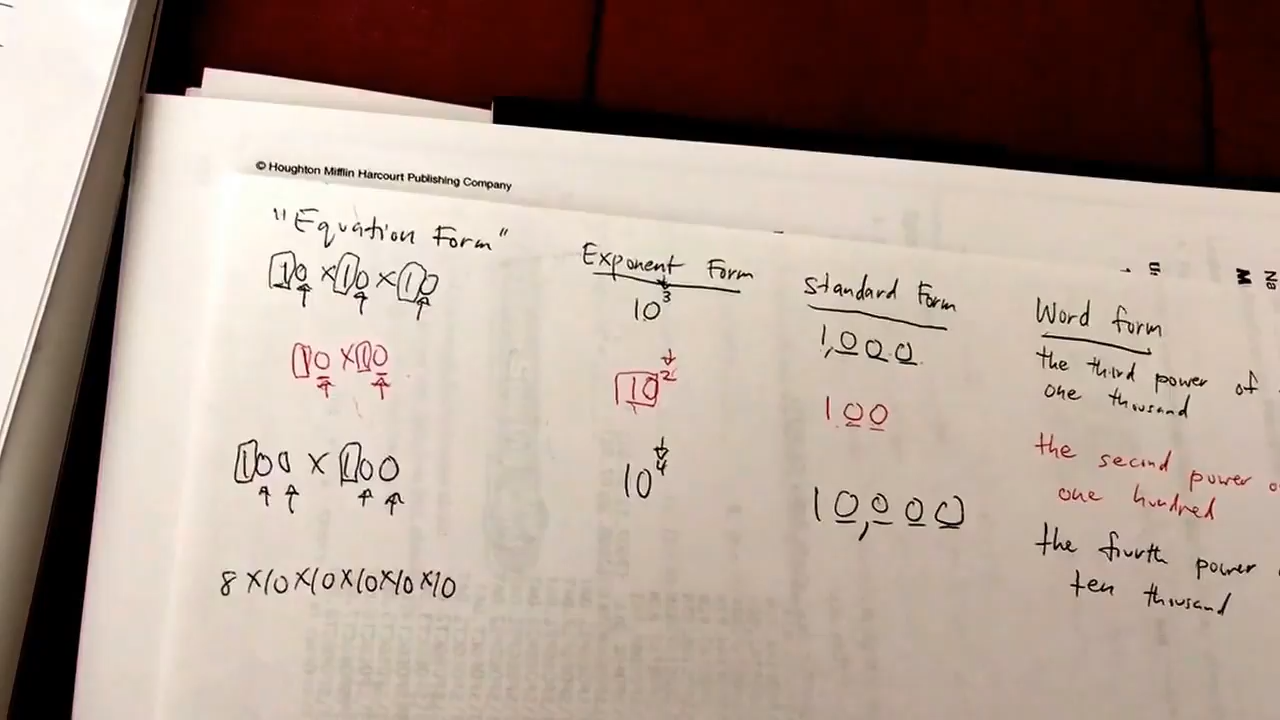 © Houghton Mifflin Harcourt Publishing Company
"Equation Form"
Exponent Form
Standard Form
Word form
10 × 10 × 10
10³
1,000
the third power of
one thousand
10 × 10
10²
100
the second power
one hundred
100 × 100
10⁴
10,000
the fourth power
ten thousand
8 × 10 × 10 × 10 × 10 × 10